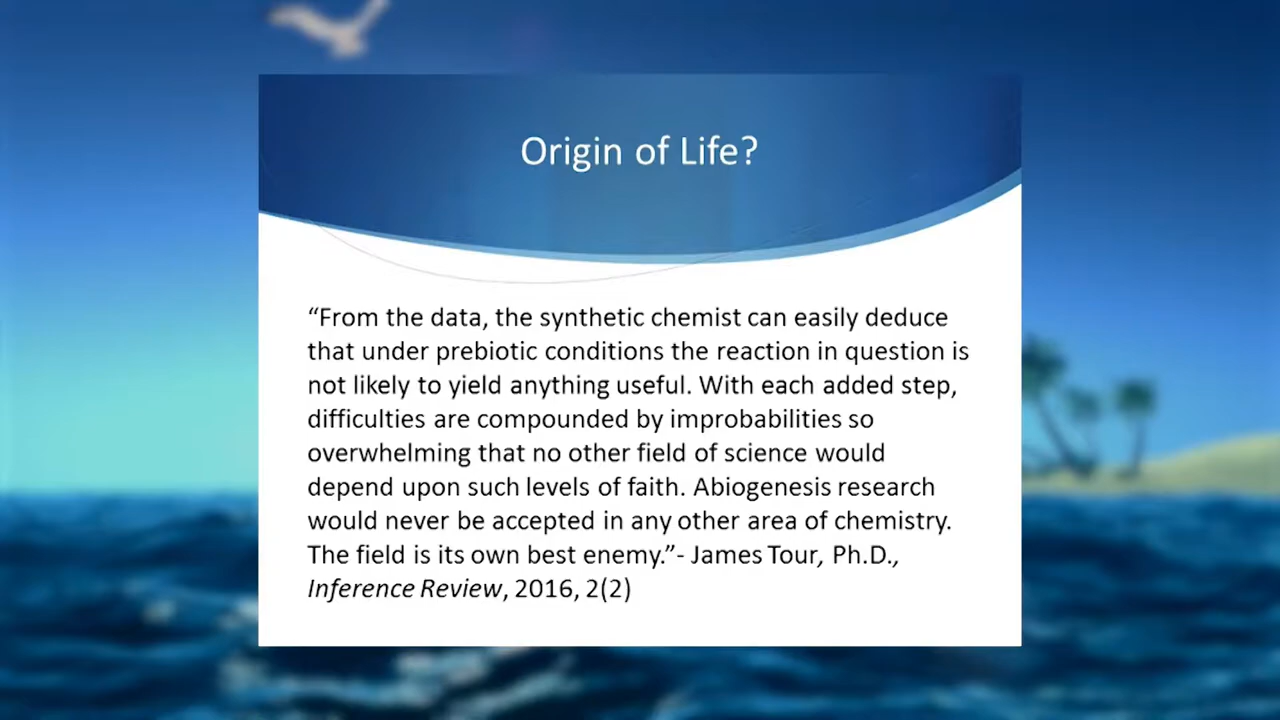 Origin of Life?
“From the data, the synthetic chemist can easily deduce
that under prebiotic conditions the reaction in question is
not likely to yield anything useful. With each added step,
difficulties are compounded by improbabilities so
overwhelming that no other field of science would
depend upon such levels of faith. Abiogenesis research
would never be accepted in any other area of chemistry.
The field is its own best enemy.”- James Tour, Ph.D.,
Inference Review, 2016, 2(2)